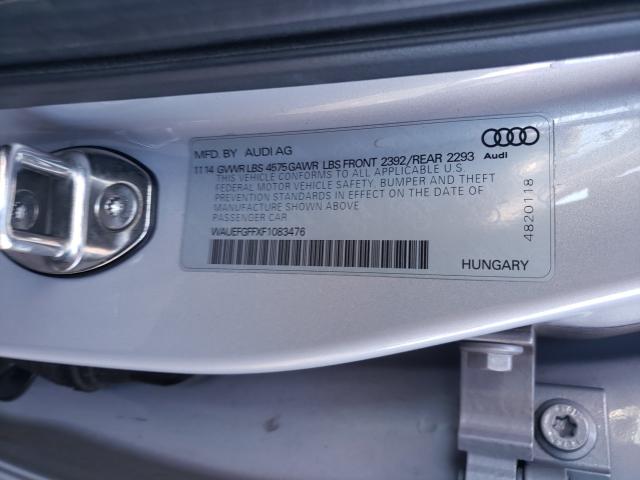 MFD. BY AUDI AG
11 14 GVWR LBS 4575 GAWR LBS FRONT 2392/REAR 2293
THIS VEHICLE CONFORMS TO ALL APPLICABLE U.S.
FEDERAL MOTOR VEHICLE SAFETY, BUMPER AND THEFT
PREVENTION STANDARDS IN EFFECT ON THE DATE OF
MANUFACTURE SHOWN ABOVE
PASSENGER CAR
WAUEFGFFXF1083476
Audi
4820118
HUNGARY